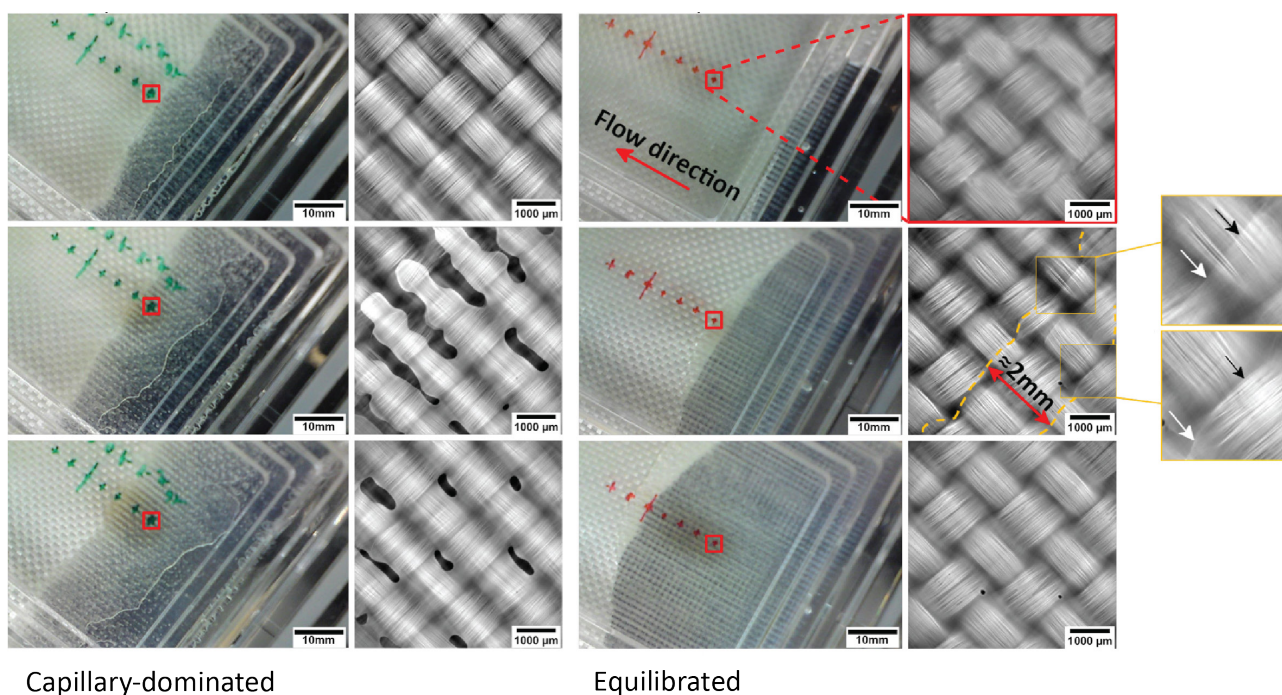 10mm
1000 µm
Flow direction
10mm
1000 µm
10mm
1000 µm
10mm
≈2mm
1000 µm
10mm
1000 µm
10mm
1000 µm
Capillary-dominated
Equilibrated